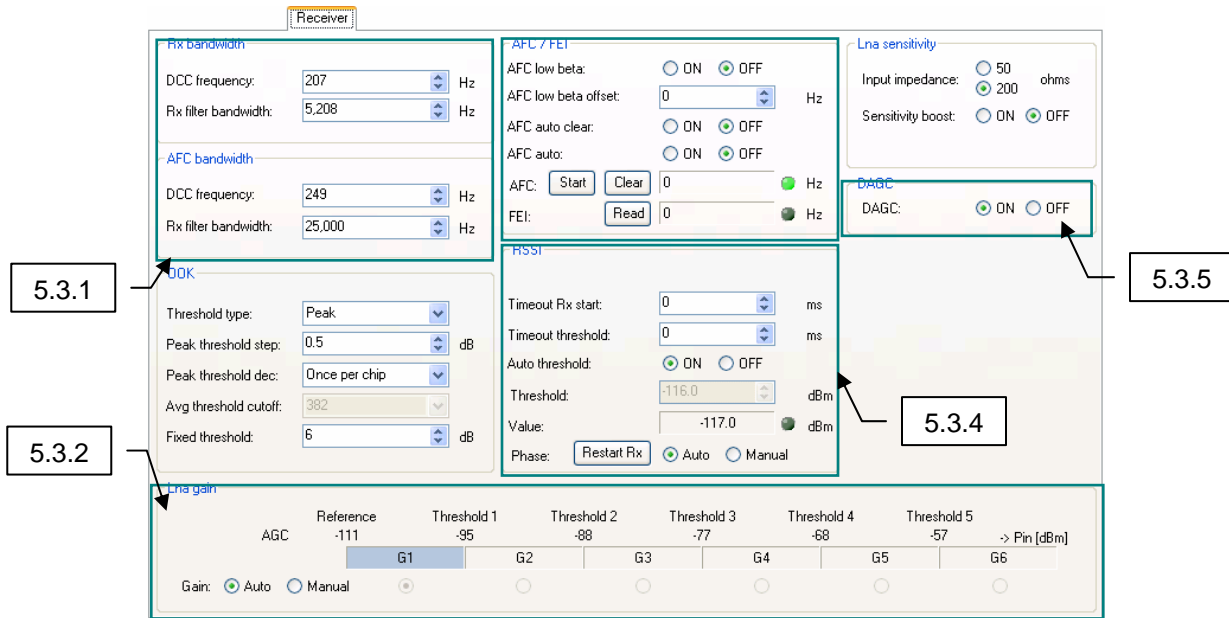 Receiver
Rx bandwidth
DCC frequency: 207 Hz
Rx filter bandwidth: 5,208 Hz
AFC bandwidth
DCC frequency: 249 Hz
Rx filter bandwidth: 25,000 Hz
5.3.1
OOK
Threshold type: Peak
Peak threshold step: 0.5 dB
Peak threshold dec: Once per chip
Avg threshold cutoff: 382
Fixed threshold: 6 dB
5.3.2
AFC / FEI
AFC low beta: ON OFF
AFC low beta offset: 0 Hz
AFC auto clear: ON OFF
AFC auto: ON OFF
AFC: Start Clear 0 Hz
FEI: Read 0 Hz
RSSI
Timeout Rx start: 0 ms
Timeout threshold: 0 ms
Auto threshold: ON OFF
Threshold: -116.0 dBm
Value: -117.0 dBm
Phase: Restart Rx Auto Manual
5.3.4
Lna sensitivity
Input impedance: 50 200 ohms
Sensitivity boost: ON OFF
DAGC
DAGC: ON OFF
5.3.5
Lna gain
Reference Threshold 1 Threshold 2 Threshold 3 Threshold 4 Threshold 5
AGC -111 -95 -88 -77 -68 -57 -> Pin [dBm]
G1 G2 G3 G4 G5 G6
Gain: Auto Manual